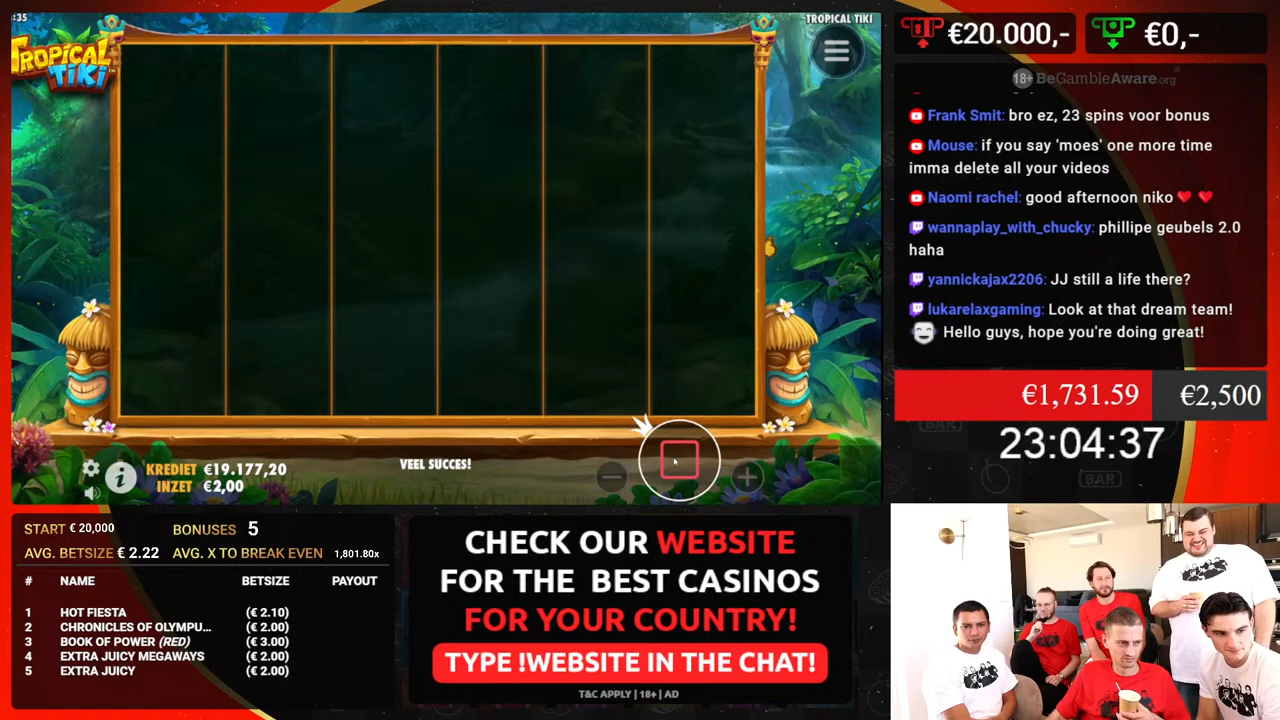 :35
TROPICAL TIKI
TROPICAL
TIKI
KREDIET €19.177,20
INZET €2,00
VEEL SUCCES!
€20.000,-
€0,-
18+ BeGambleAware.org
Frank Smit: bro ez, 23 spins voor bonus
Mouse: if you say 'moes' one more time
imma delete all your videos
Naomi rachel: good afternoon niko
wannaplay_with_chucky: phillipe geubels 2.0
haha
yannickajax2206: JJ still a life there?
lukarelaxgaming: Look at that dream team!
Hello guys, hope you're doing great!
€1,731.59
€2,500
BAR
23:04:37
BAR
START € 20,000
BONUSES 5
AVG. BETSIZE € 2.22
AVG. X TO BREAK EVEN 1,801.80x
# NAME BETSIZE PAYOUT
1 HOT FIESTA (€ 2.10)
2 CHRONICLES OF OLYMPU... (€ 2.00)
3 BOOK OF POWER (RED) (€ 3.00)
4 EXTRA JUICY MEGAWAYS (€ 2.00)
5 EXTRA JUICY (€ 2.00)
CHECK OUR WEBSITE
FOR THE BEST CASINOS
FOR YOUR COUNTRY!
TYPE !WEBSITE IN THE CHAT!
T&C APPLY | 18+ | AD